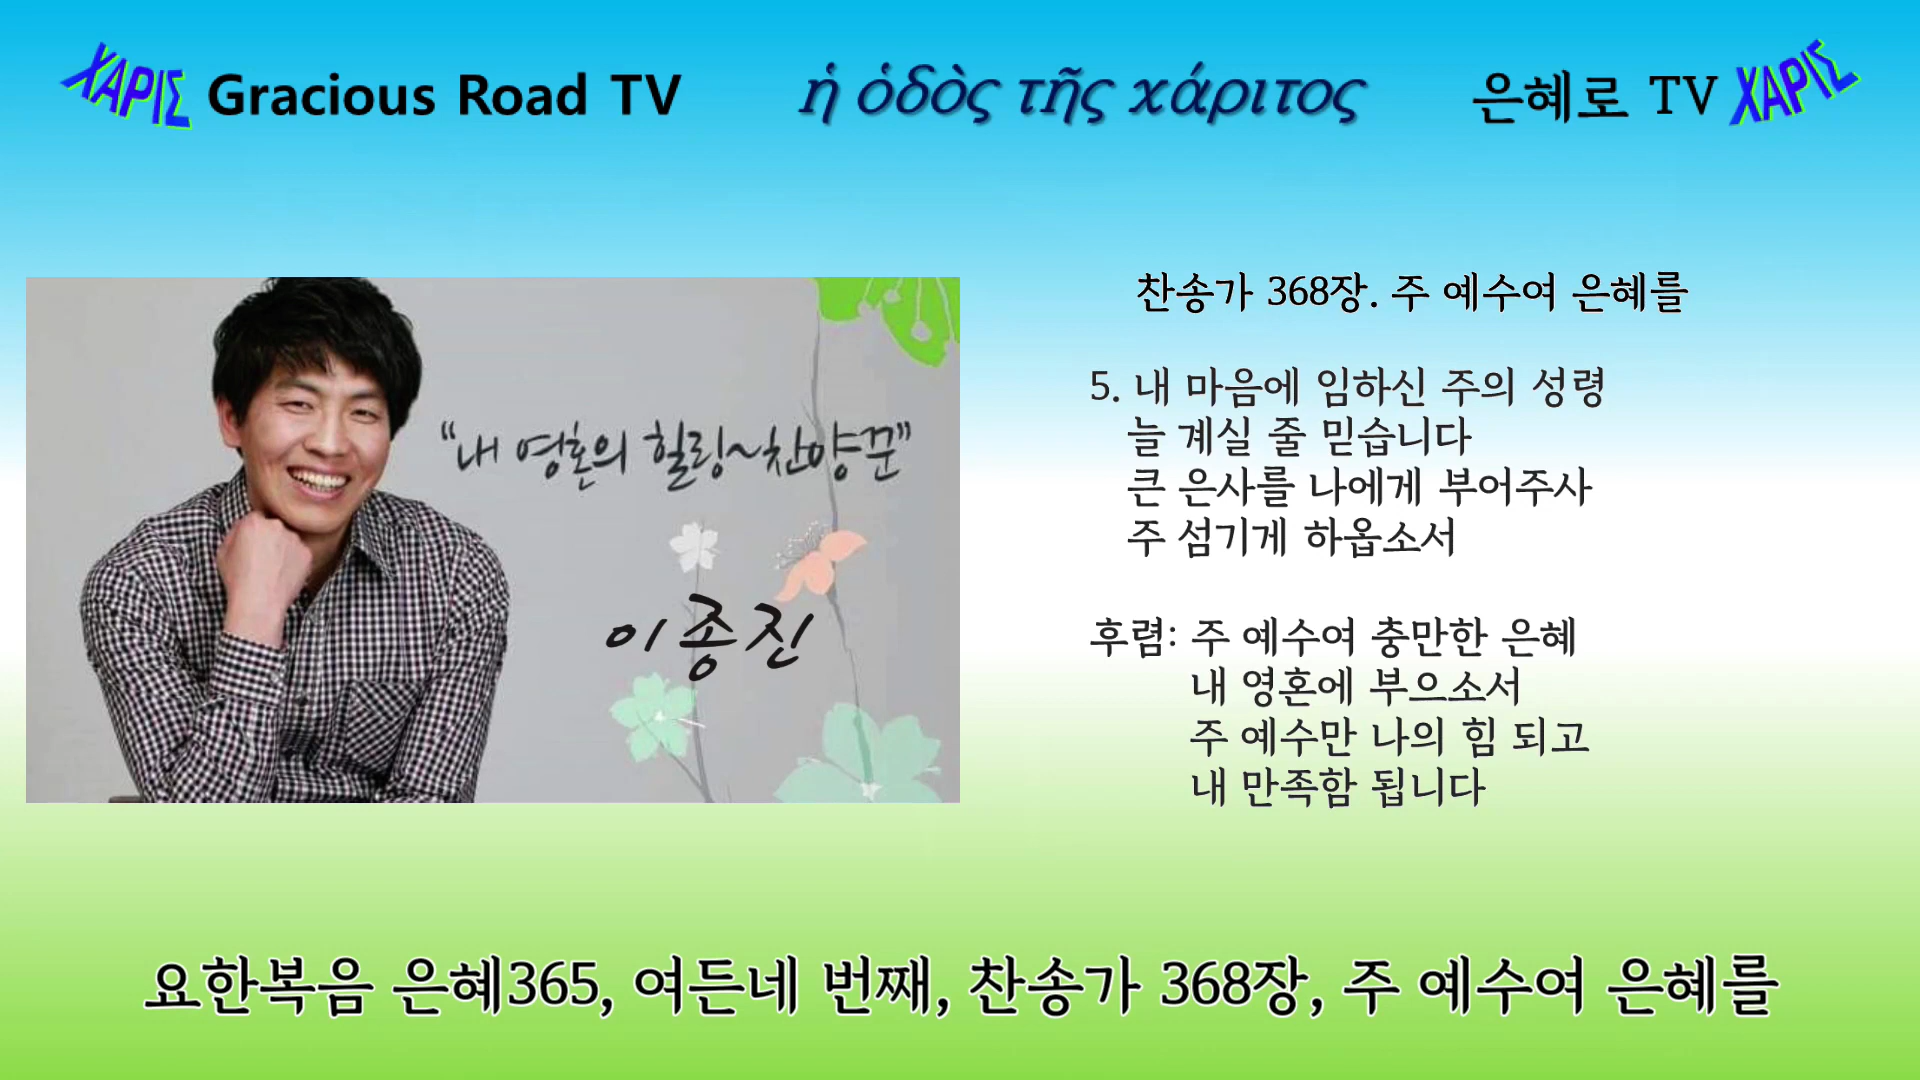 ΧΑΡΙΣ Gracious Road TV ἡ ὁδὸς τῆς χάριτος 은혜로 TV ΧΑΡΙΣ
"내 영혼의 힐링~찬양꾼"
이종진
찬송가 368장. 주 예수여 은혜를
5. 내 마음에 임하신 주의 성령
늘 계실 줄 믿습니다
큰 은사를 나에게 부어주사
주 섬기게 하옵소서
후렴: 주 예수여 충만한 은혜
내 영혼에 부으소서
주 예수만 나의 힘 되고
내 만족함 됩니다
요한복음 은혜365, 여든네 번째, 찬송가 368장, 주 예수여 은혜를